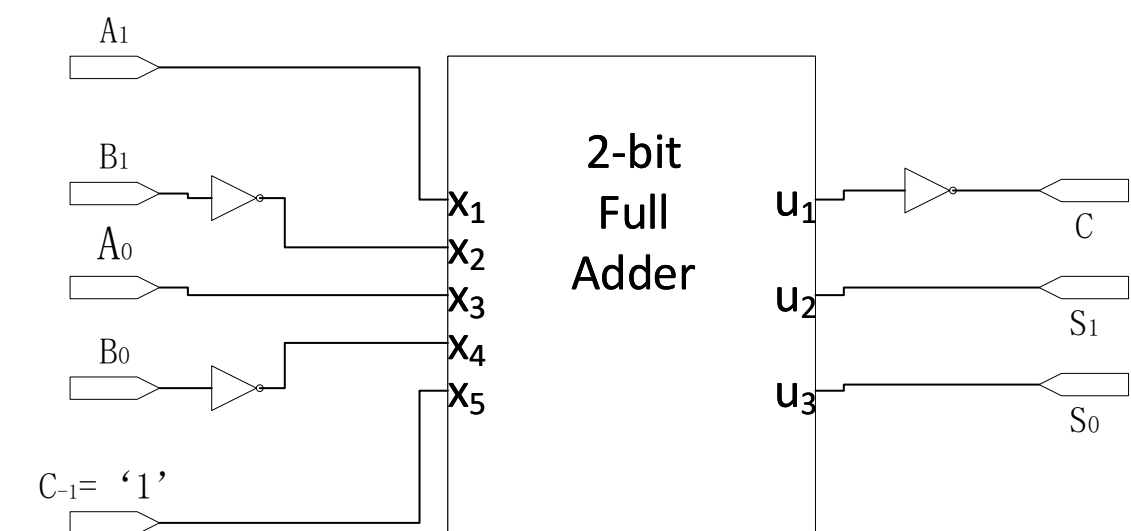 A1
B1
A0
B0
C-1= ‘1’
2-bit
Full
Adder
x1
x2
x3
x4
x5
u1
u2
u3
C
S1
S0